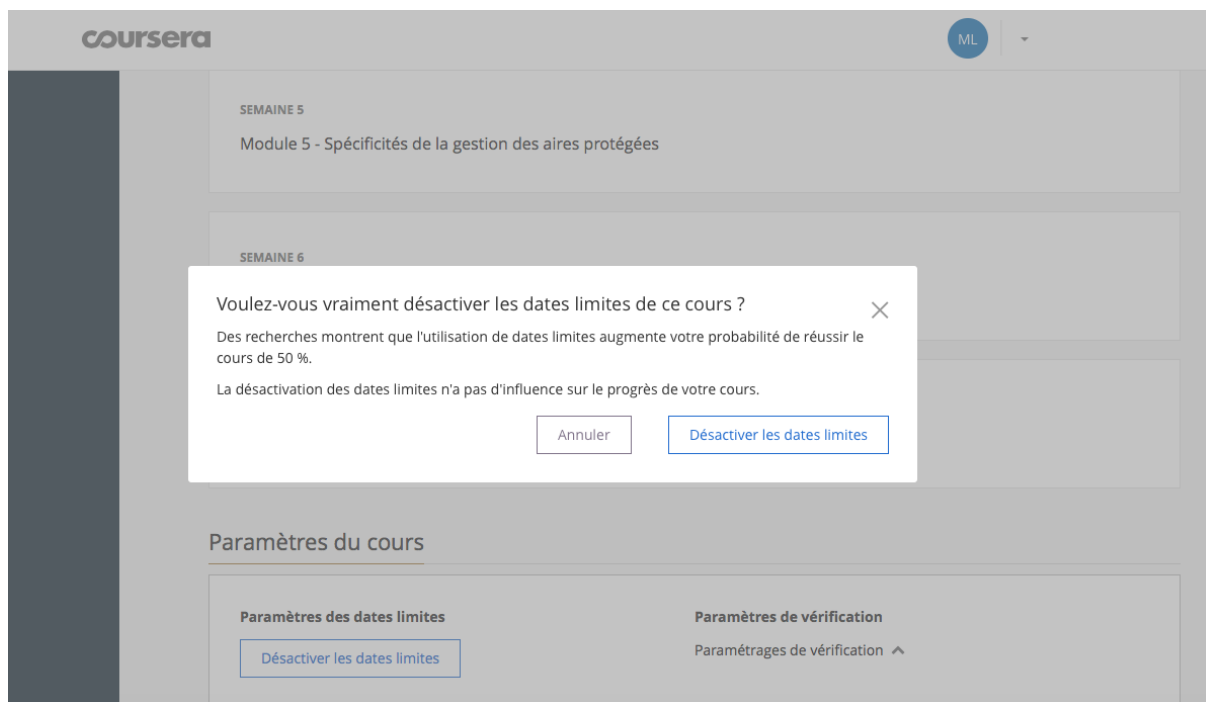 coursera
ML
SEMAINE 5
Module 5 - Spécificités de la gestion des aires protégées
SEMAINE 6
Voulez-vous vraiment désactiver les dates limites de ce cours ?
Des recherches montrent que l'utilisation de dates limites augmente votre probabilité de réussir le
cours de 50 %.
La désactivation des dates limites n'a pas d'influence sur le progrès de votre cours.
Annuler
Désactiver les dates limites
Paramètres du cours
Paramètres des dates limites
Paramètres de vérification
Désactiver les dates limites
Paramétrages de vérification